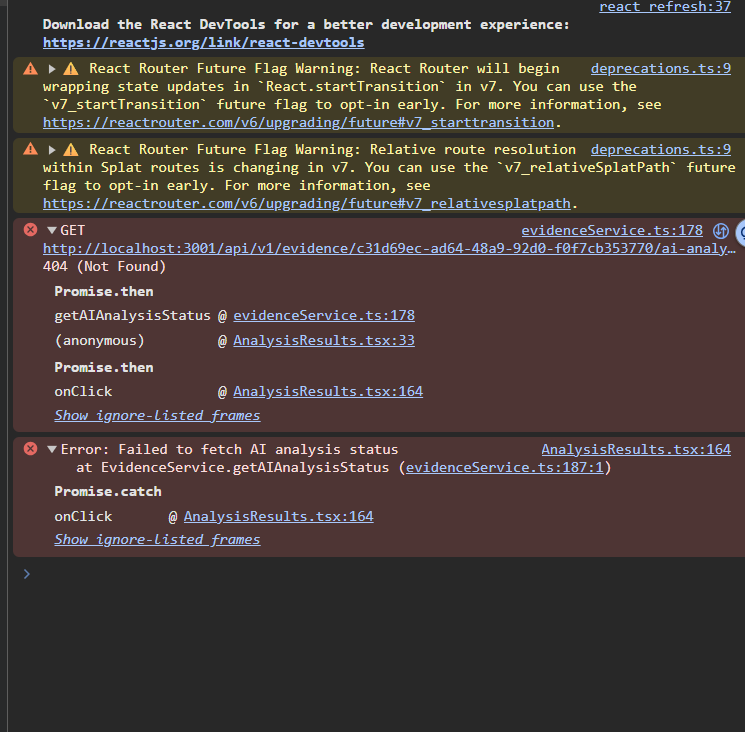 react refresh:37
Download the React DevTools for a better development experience:
https://reactjs.org/link/react-devtools
React Router Future Flag Warning: React Router will begin deprecations.ts:9
wrapping state updates in `React.startTransition` in v7. You can use the
`v7_startTransition` future flag to opt-in early. For more information, see
https://reactrouter.com/v6/upgrading/future#v7_starttransition.
React Router Future Flag Warning: Relative route resolution deprecations.ts:9
within Splat routes is changing in v7. You can use the `v7_relativeSplatPath` future
flag to opt-in early. For more information, see
https://reactrouter.com/v6/upgrading/future#v7_relativesplatpath.
GET evidenceService.ts:178
http://localhost:3001/api/v1/evidence/c31d69ec-ad64-48a9-92d0-f0f7cb353770/ai-analy…
404 (Not Found)
Promise.then
getAIAnalysisStatus @ evidenceService.ts:178
(anonymous) @ AnalysisResults.tsx:33
Promise.then
onClick @ AnalysisResults.tsx:164
Show ignore-listed frames
Error: Failed to fetch AI analysis status AnalysisResults.tsx:164
at EvidenceService.getAIAnalysisStatus (evidenceService.ts:187:1)
Promise.catch
onClick @ AnalysisResults.tsx:164
Show ignore-listed frames